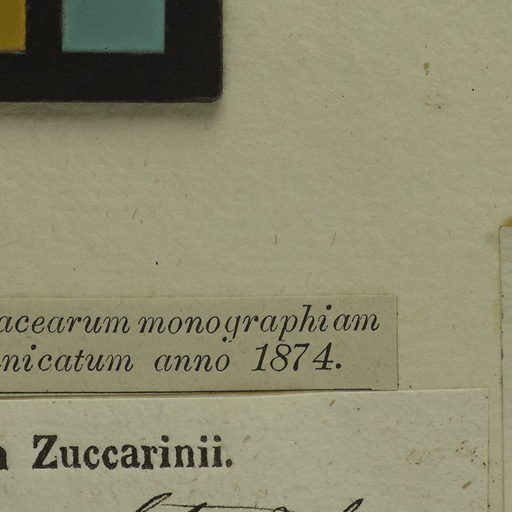 acearum monographiam
nicatum anno 1874.
Zuccarinii.